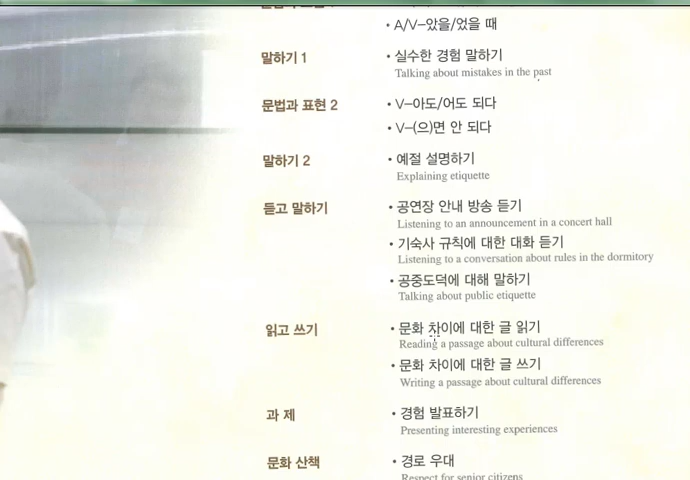 • A/V–았을/었을 때
말하기 1
• 실수한 경험 말하기
Talking about mistakes in the past
문법과 표현 2
• V–아도/어도 되다
• V–(으)면 안 되다
말하기 2
• 예절 설명하기
Explaining etiquette
듣고 말하기
• 공연장 안내 방송 듣기
Listening to an announcement in a concert hall
• 기숙사 규칙에 대한 대화 듣기
Listening to a conversation about rules in the dormitory
• 공중도덕에 대해 말하기
Talking about public etiquette
읽고 쓰기
• 문화 차이에 대한 글 읽기
Reading a passage about cultural differences
• 문화 차이에 대한 글 쓰기
Writing a passage about cultural differences
과 제
• 경험 발표하기
Presenting interesting experiences
문화 산책
• 경로 우대
Respect for senior citizens